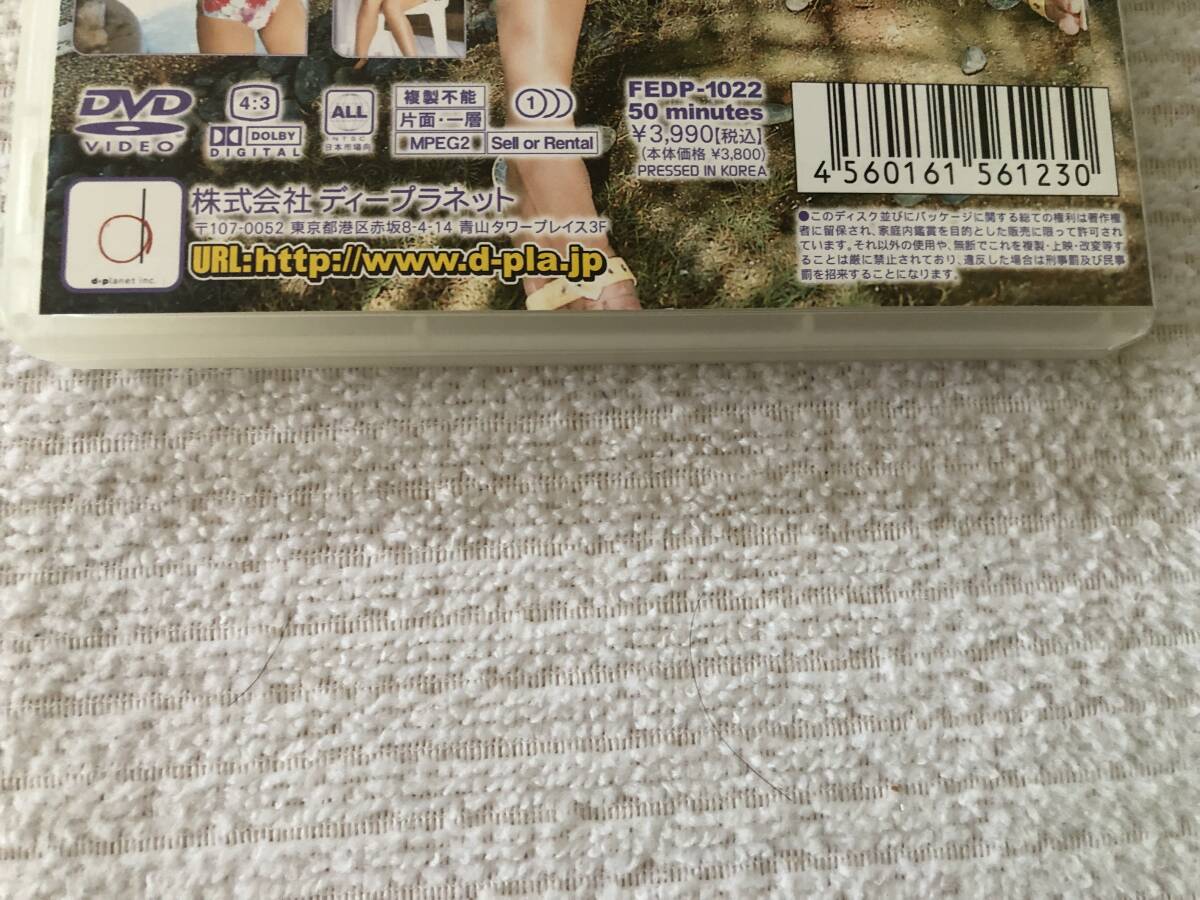 DVD
VIDEO
4:3
DOLBY
DIGITAL
ALL
NTSC
日本市場向
複製不能
片面・一層
MPEG2
1
Sell or Rental
FEDP-1022
50 minutes
￥3,990[税込]
(本体価格 ￥3,800)
PRESSED IN KOREA
4 560161 561230
d-planet inc.
株式会社 ディープラネット
〒107-0052 東京都港区赤坂8-4-14 青山タワープレイス3F
URL:http://www.d-pla.jp
●このディスク並びにパッケージに関する総ての権利は著作権
者に留保され、家庭内鑑賞を目的とした販売に限って許可され
ています。それ以外の使用や、無断でこれを複製・上映・改変等す
ることは厳に禁止されており、違反した場合は刑事罰及び民事
罰を招来することになります。